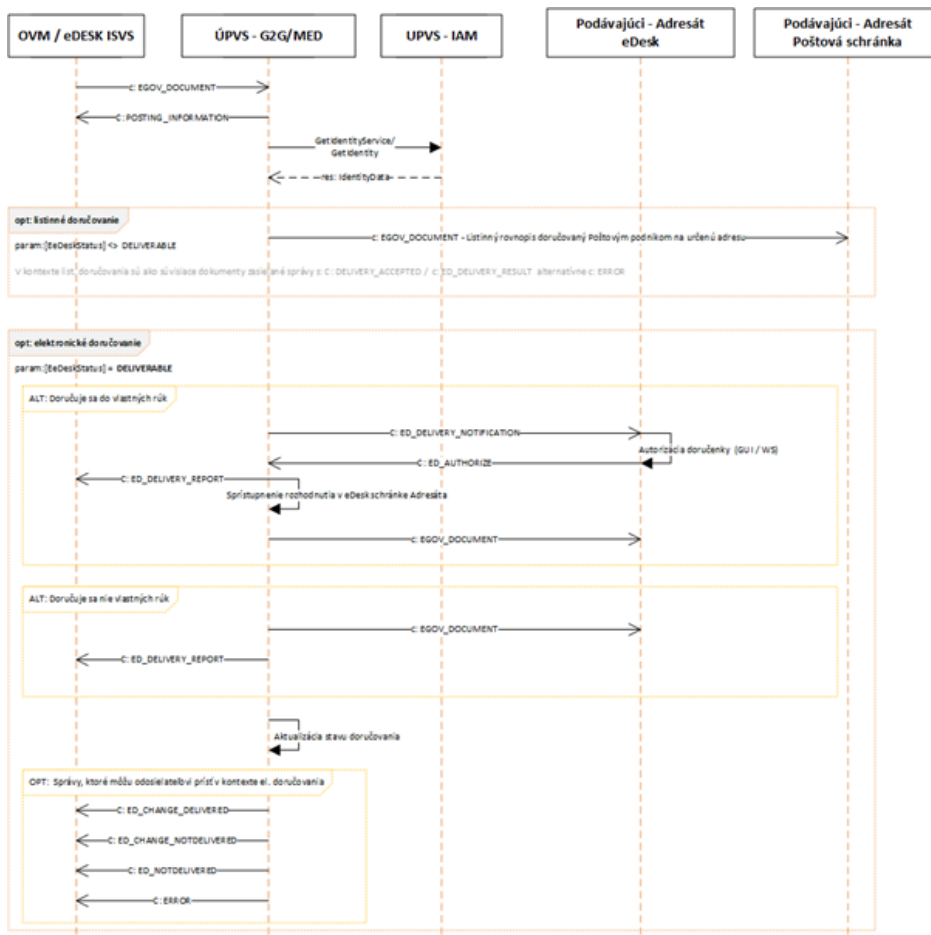 OVM / eDESK ISVS
ÚPVS - G2G/MED
UPVS - IAM
Podávajúci - Adresát
eDesk
Podávajúci - Adresát
Poštová schránka
c: EGOV_DOCUMENT
C: POSTING_INFORMATION
GetIdentityService/
GetIdentity
res: IdentityData
opt: listinné doručovanie
param:[EeDeskStatus] <> DELIVERABLE
c: EGOV_DOCUMENT - Listinný rovnopis doručovaný Poštovým podnikom na určenú adresu
V kontexte list. doručovania sú ako súvisiace dokumenty zasielané správy s: C: DELIVERY_ACCEPTED / c: ED_DELIVERY_RESULT alternatívne c: ERROR
opt: elektronické doručovanie
param:[EeDeskStatus] = DELIVERABLE
ALT: Doručuje sa do vlastných rúk
C: ED_DELIVERY_NOTIFICATION
Autorizácia doručenky (GUI / WS)
C: ED_AUTHORIZE
C: ED_DELIVERY_REPORT
Sprístupnenie rozhodnutia v eDesk schránke Adresáta
c: EGOV_DOCUMENT
ALT: Doručuje sa nie vlastných rúk
c: EGOV_DOCUMENT
C: ED_DELIVERY_REPORT
Aktualizácia stavu doručovania
OPT: Správy, ktoré môžu odosielateľovi prísť v kontexte el. doručovania
C: ED_CHANGE_DELIVERED
C: ED_CHANGE_NOTDELIVERED
C: ED_NOTDELIVERED
C: ERROR